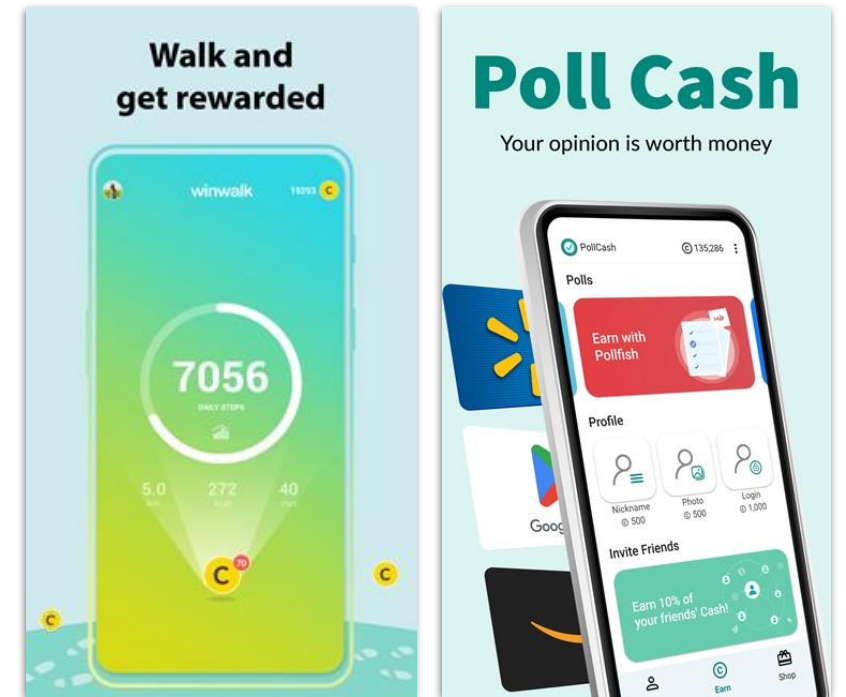 Walk and
get rewarded
winwalk
19293 C
7056
DAILY STEPS
5.0 272 40
C 70
C
C
Poll Cash
Your opinion is worth money
PollCash
C 135,286
Polls
Earn with
Pollfish
Profile
Nickname
C 500
Photo
C 500
Login
C 1,000
Goog
Invite Friends
Earn 10% of
your friends' Cash!
C
Earn
Shop